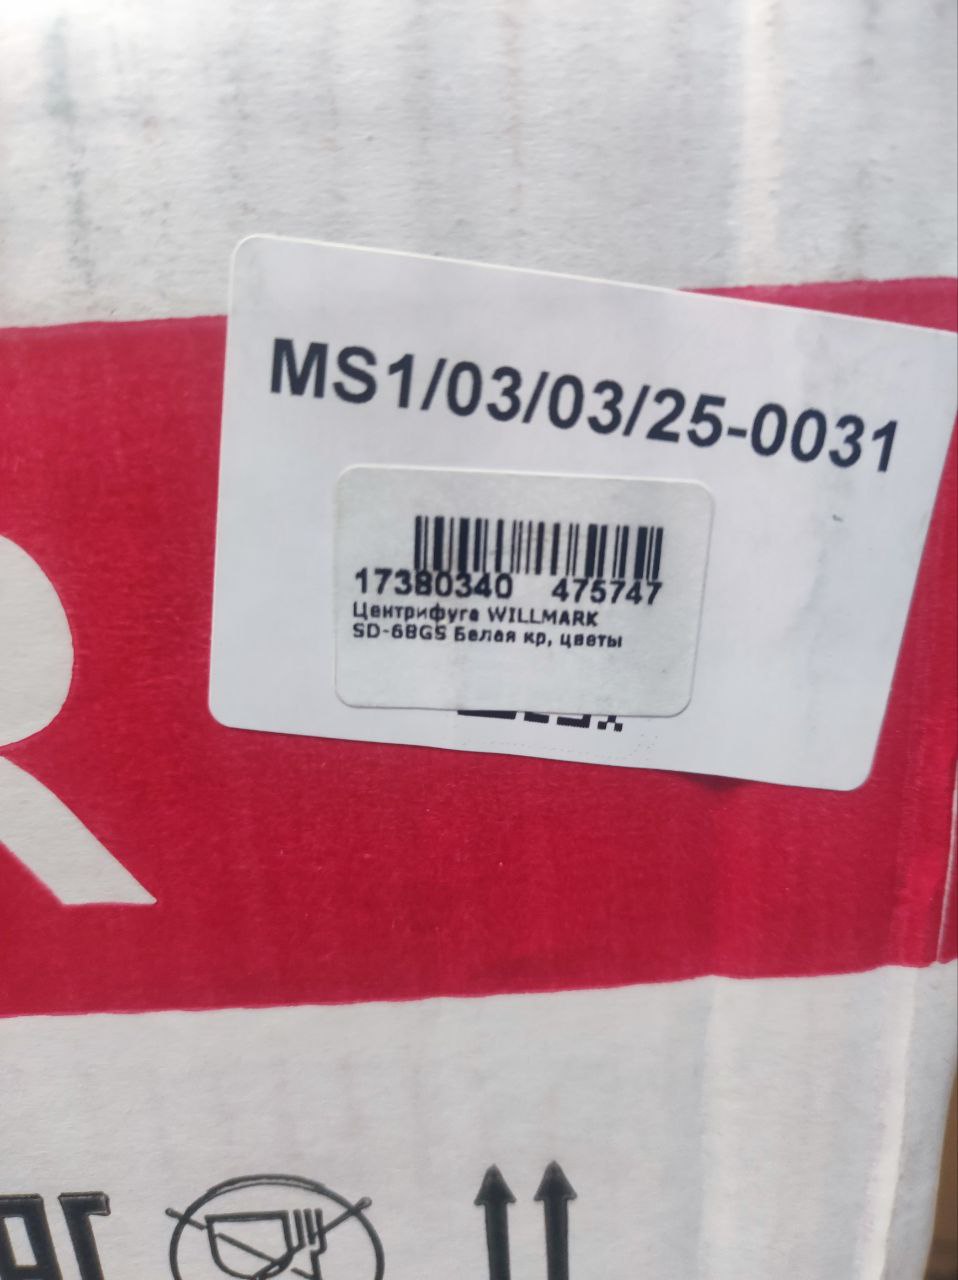 MS1/03/03/25-0031
17380340 475747
Центрифуга WILLMARK
SD-68GS Белая кр, цветы
R